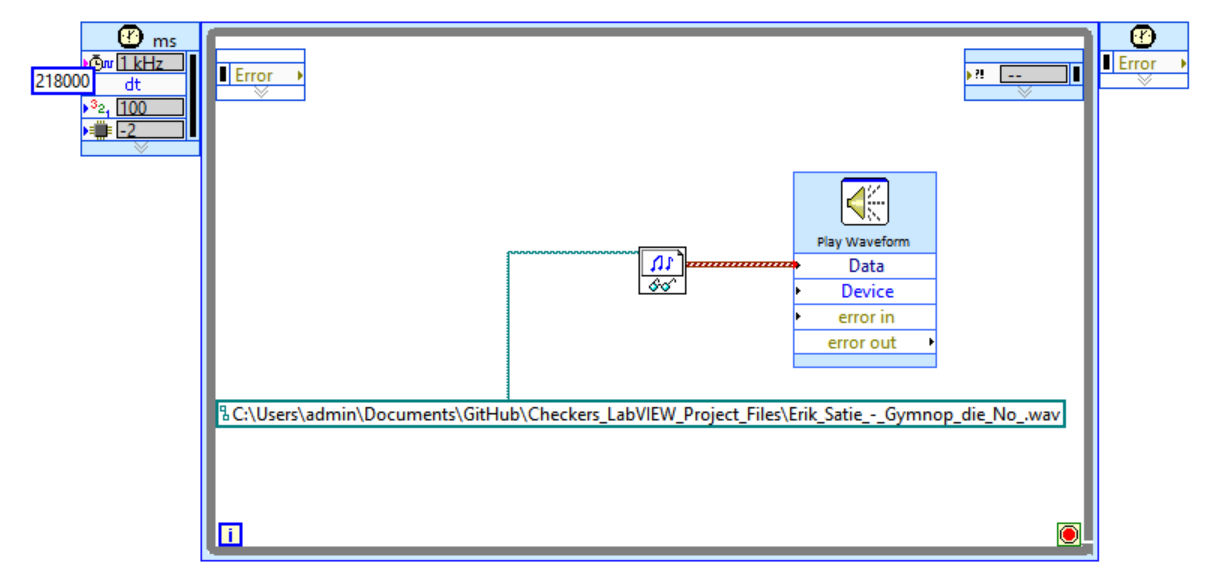 ms
1 kHz
218000
dt
100
-2
Error
?! --
Error
Play Waveform
Data
Device
error in
error out
C:\Users\admin\Documents\GitHub\Checkers_LabVIEW_Project_Files\Erik_Satie_-_Gymnop_die_No_.wav
i